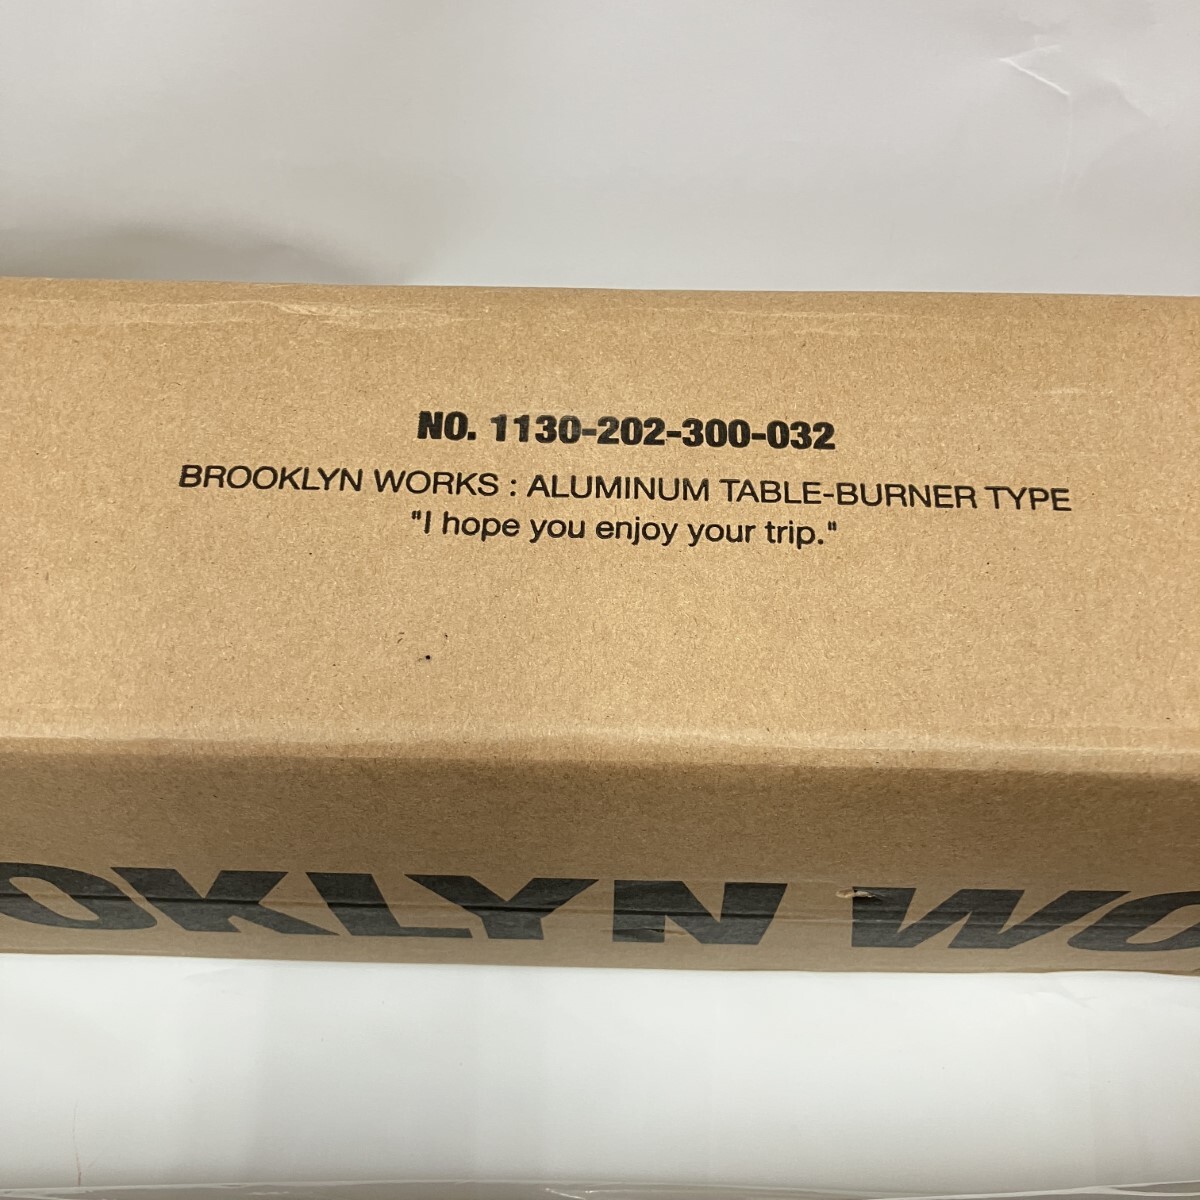 NO. 1130-202-300-032
BROOKLYN WORKS : ALUMINUM TABLE-BURNER TYPE
"I hope you enjoy your trip."
OKLYN WO